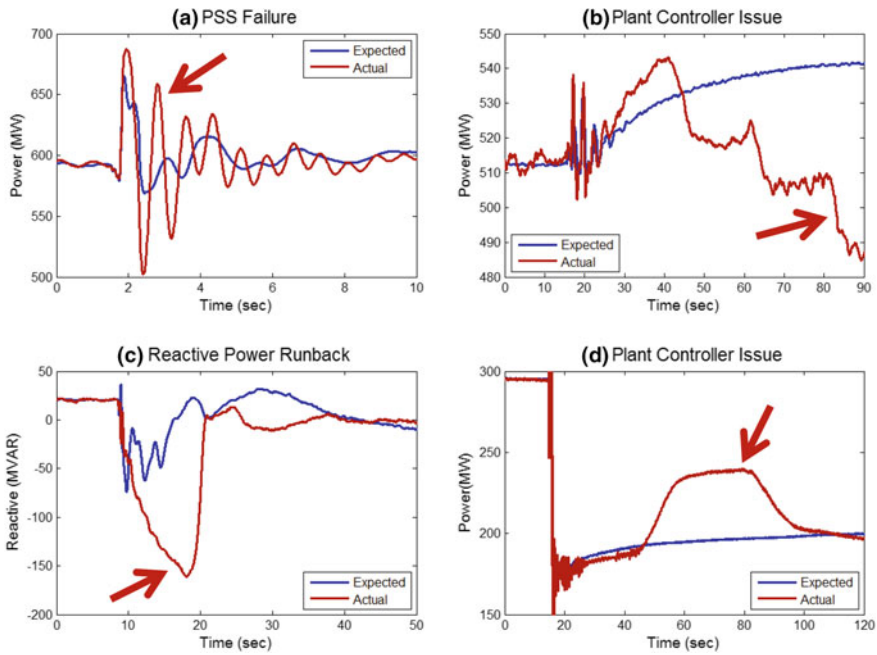 (a) PSS Failure
700
650
600
550
500
Power (MW)
0 2 4 6 8 10
Time (sec)
Expected
Actual
(b) Plant Controller Issue
550
540
530
520
510
500
490
480
Power (MW)
0 10 20 30 40 50 60 70 80 90
Time (sec)
Expected
Actual
(c) Reactive Power Runback
50
0
-50
-100
-150
-200
Reactive (MVAR)
0 10 20 30 40 50
Time (sec)
Expected
Actual
(d) Plant Controller Issue
300
250
200
150
Power(MW)
0 20 40 60 80 100 120
Time (sec)
Expected
Actual